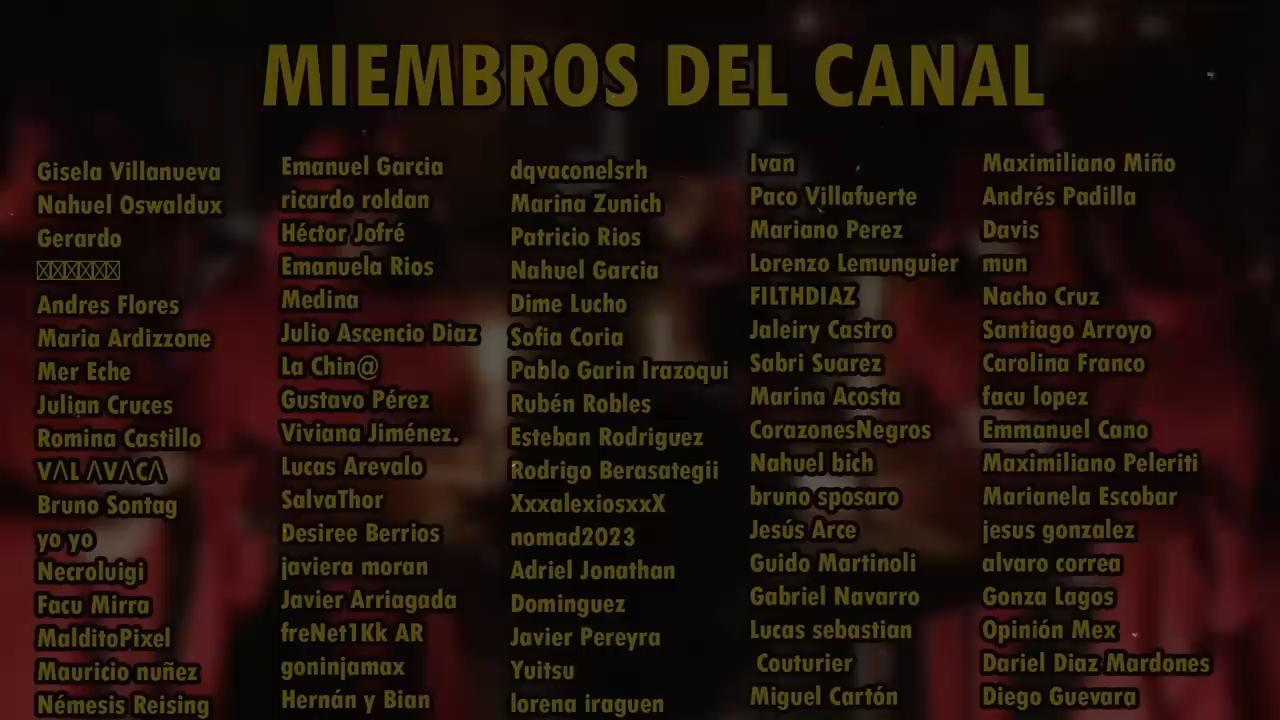 MIEMBROS DEL CANAL
Gisela Villanueva
Nahuel Oswaldux
Gerardo
Andres Flores
Maria Ardizzone
Mer Eche
Julian Cruces
Romina Castillo
VΛL ΛVΛCΛ
Bruno Sontag
yo yo
Necroluigi
Facu Mirra
MalditoPixel
Mauricio nuñez
Némesis Reising
Emanuel Garcia
ricardo roldan
Héctor Jofré
Emanuela Rios
Medina
Julio Ascencio Diaz
La Chin@
Gustavo Pérez
Viviana Jiménez.
Lucas Arevalo
SalvaThor
Desiree Berrios
javiera moran
Javier Arriagada
freNet1Kk AR
goninjamax
Hernán y Bian
dqvaconelsrh
Marina Zunich
Patricio Rios
Nahuel Garcia
Dime Lucho
Sofia Coria
Pablo Garin Irazoqui
Rubén Robles
Esteban Rodriguez
Rodrigo Berasategii
XxxalexiosxxX
nomad2023
Adriel Jonathan
Dominguez
Javier Pereyra
Yuitsu
lorena iraguen
Ivan
Paco Villafuerte
Mariano Perez
Lorenzo Lemunguier
FILTHDIAZ
Jaleiry Castro
Sabri Suarez
Marina Acosta
CorazonesNegros
Nahuel bich
bruno sposaro
Jesús Arce
Guido Martinoli
Gabriel Navarro
Lucas sebastian
Couturier
Miguel Cartón
Maximiliano Miño
Andrés Padilla
Davis
mun
Nacho Cruz
Santiago Arroyo
Carolina Franco
facu lopez
Emmanuel Cano
Maximiliano Peleriti
Marianela Escobar
jesus gonzalez
alvaro correa
Gonza Lagos
Opinión Mex
Dariel Diaz Mardones
Diego Guevara